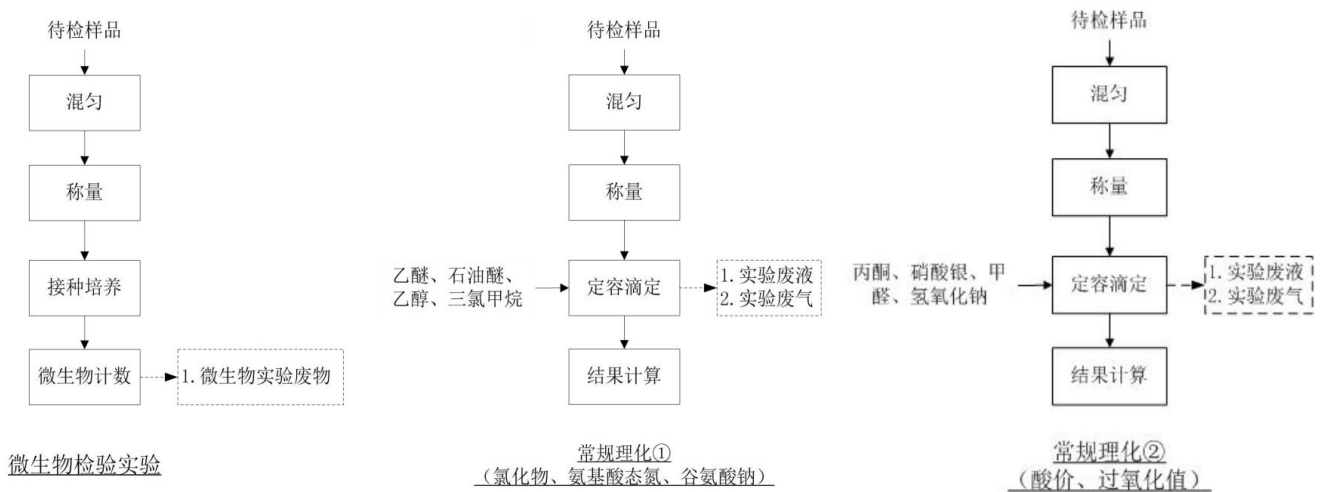 待检样品
混匀
称量
接种培养
微生物计数
1. 微生物实验废物
微生物检验实验
待检样品
混匀
称量
乙醚、石油醚、
乙醇、三氯甲烷
定容滴定
1. 实验废液
2. 实验废气
结果计算
常规理化①
（氯化物、氨基酸态氮、谷氨酸钠）
待检样品
混匀
称量
丙酮、硝酸银、甲
醛、氢氧化钠
定容滴定
1. 实验废液
2. 实验废气
结果计算
常规理化②
（酸价、过氧化值）